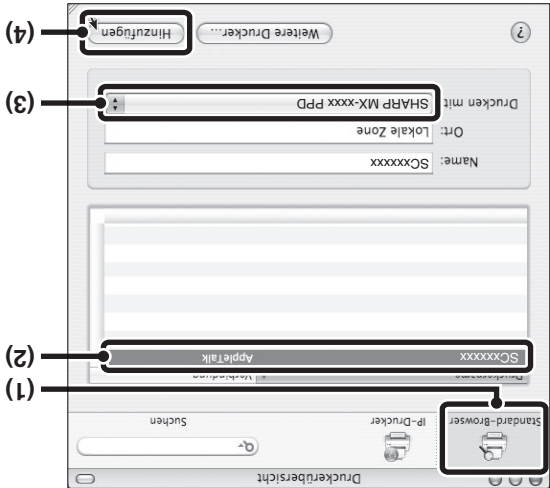 Druckerübersicht
Standard-Browser
IP-Drucker
Suchen
(1)
Druckername Verbindung
SCxxxxxx AppleTalk
(2)
Name: SCxxxxxx
Ort: Lokale Zone
Drucken mit: SHARP MX-xxxx PPD
(3)
? Weitere Drucker... Hinzufügen
(4)